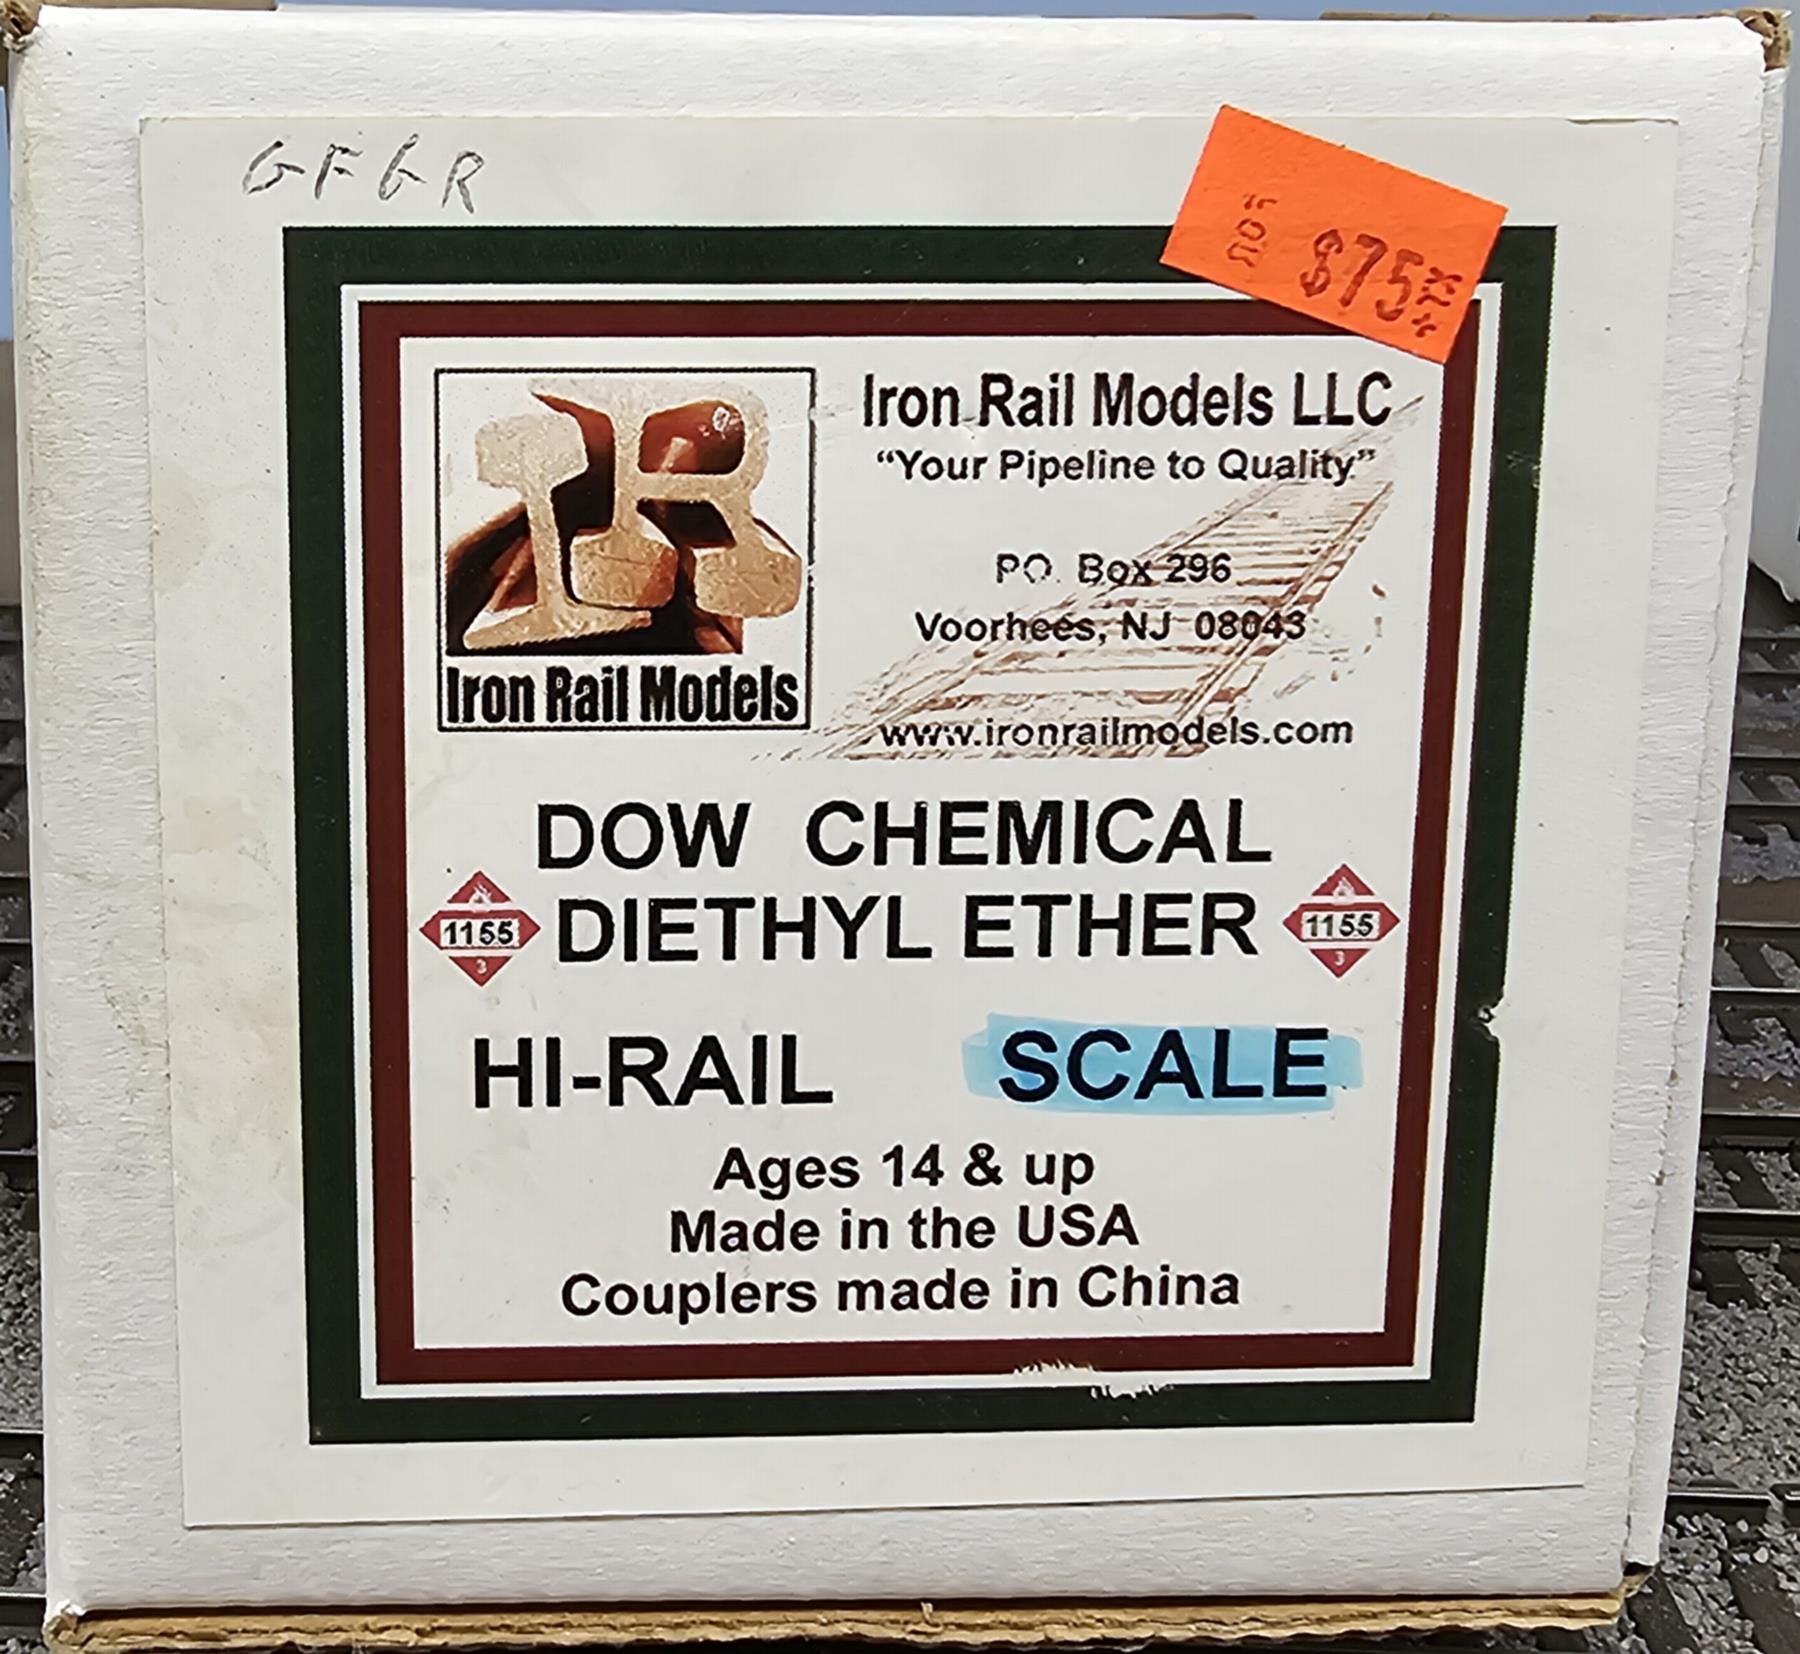 GFGR
$75
Iron Rail Models LLC
“Your Pipeline to Quality”
P.O. Box 296
Voorhees, NJ 08043
www.ironrailmodels.com
Iron Rail Models
DOW CHEMICAL
1155
3
DIETHYL ETHER
1155
3
HI-RAIL SCALE
Ages 14 & up
Made in the USA
Couplers made in China